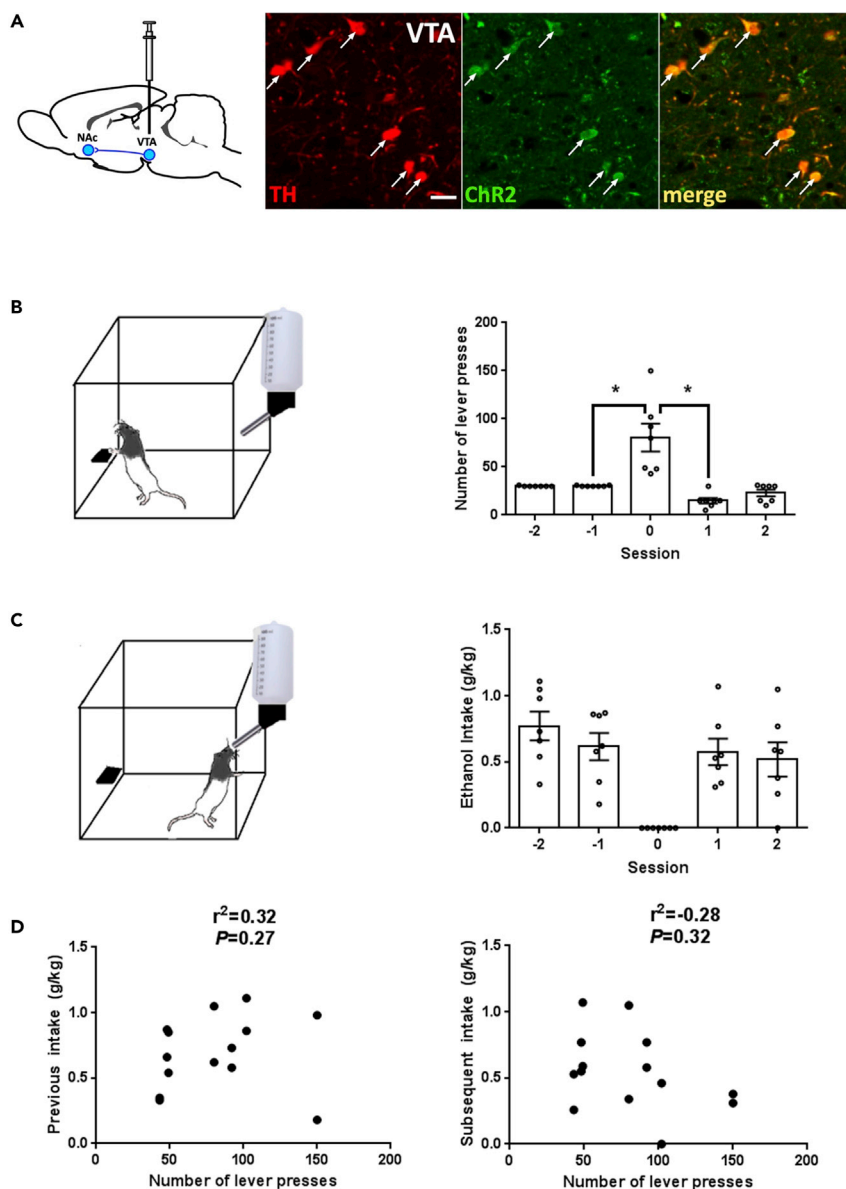 A
NAc
VTA
VTA
TH
ChR2
merge
B
200
150
100
50
0
Number of lever presses
*
*
-2
-1
0
1
2
Session
C
1.5
1.0
0.5
0.0
Ethanol Intake (g/kg)
-2
-1
0
1
2
Session
D
r²=0.32
P=0.27
1.5
1.0
0.5
0.0
Previous intake (g/kg)
0
50
100
150
200
Number of lever presses
r²=-0.28
P=0.32
1.5
1.0
0.5
0.0
Subsequent intake (g/kg)
0
50
100
150
200
Number of lever presses